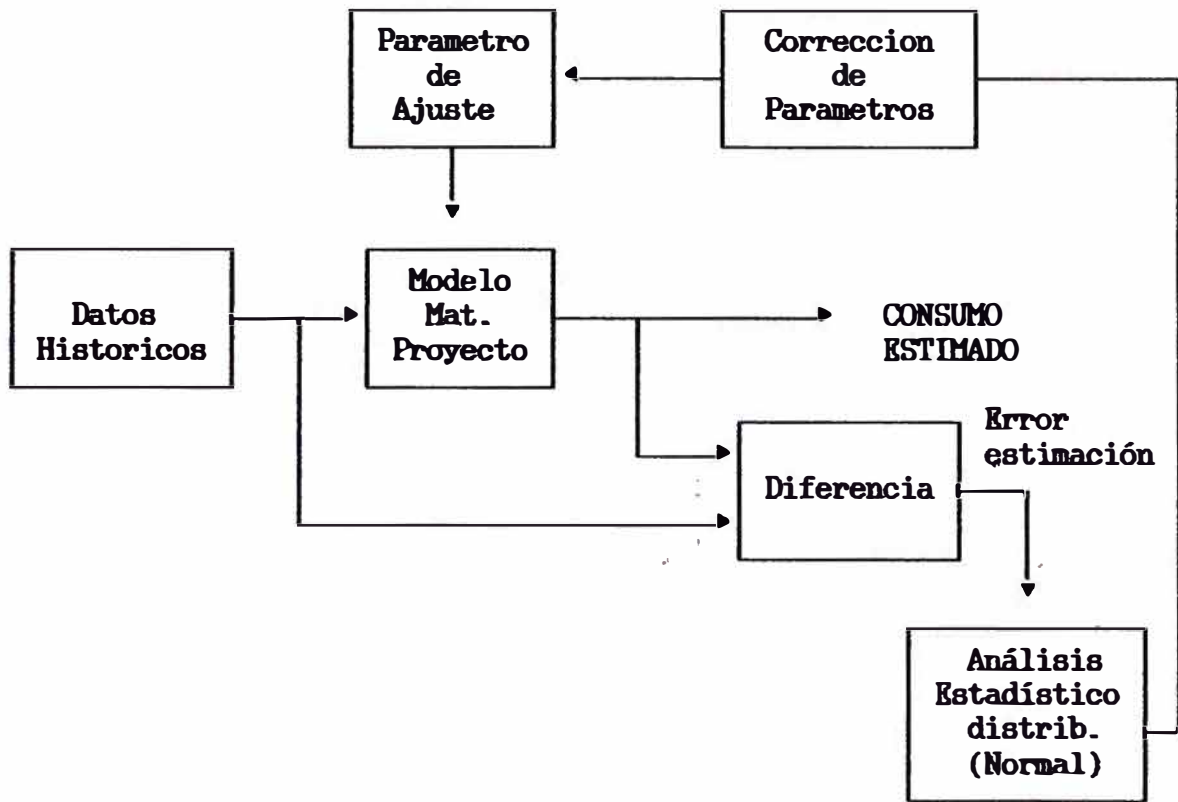 Parametro
de
Ajuste
Correccion
de
Parametros
Datos
Historicos
Modelo
Mat.
Proyecto
CONSUMO
ESTIMADO
Error
estimación
Diferencia
Análisis
Estadístico
distrib.
(Normal)